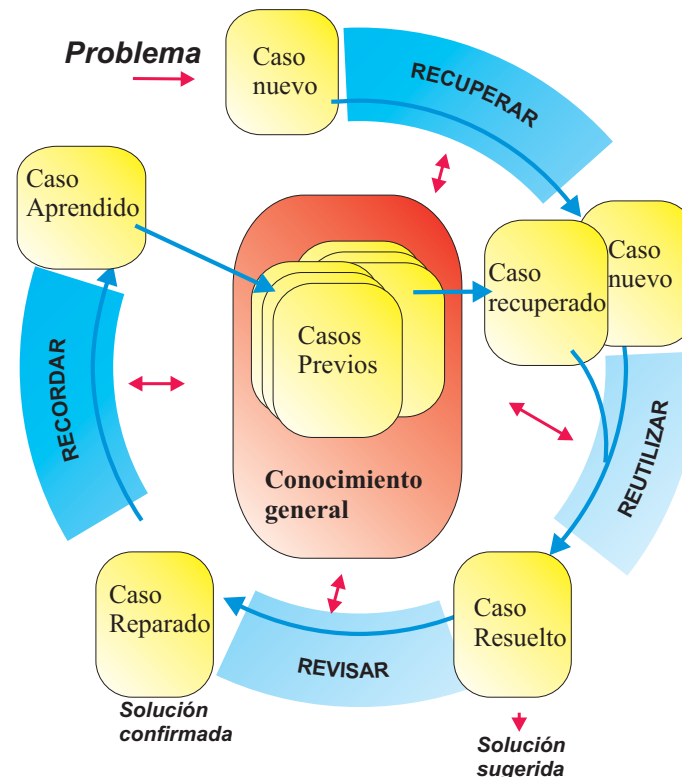 Problema
Caso
nuevo
RECUPERAR
Caso
Aprendido
Caso
recuperado
Caso
nuevo
Casos
Previos
RECORDAR
REUTILIZAR
Conocimiento
general
Caso
Reparado
REVISAR
Caso
Resuelto
Solución
confirmada
Solución
sugerida